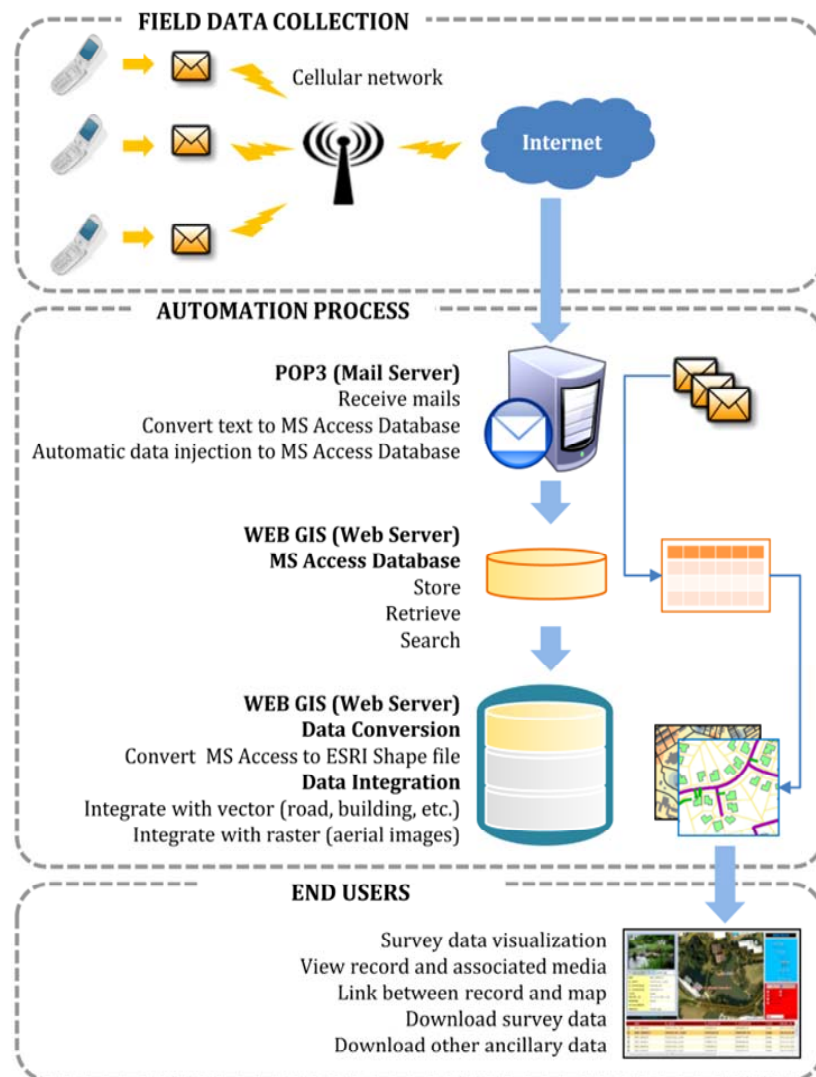 FIELD DATA COLLECTION
Cellular network
Internet
AUTOMATION PROCESS
POP3 (Mail Server)
Receive mails
Convert text to MS Access Database
Automatic data injection to MS Access Database
WEB GIS (Web Server)
MS Access Database
Store
Retrieve
Search
WEB GIS (Web Server)
Data Conversion
Convert MS Access to ESRI Shape file
Data Integration
Integrate with vector (road, building, etc.)
Integrate with raster (aerial images)
END USERS
Survey data visualization
View record and associated media
Link between record and map
Download survey data
Download other ancillary data